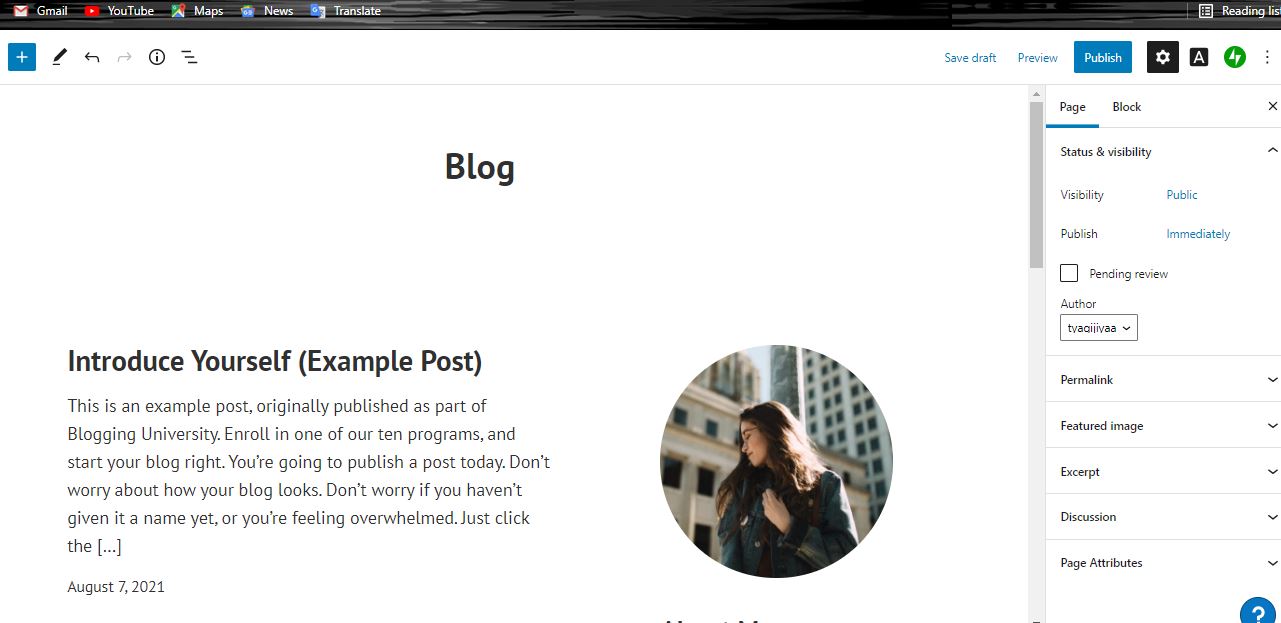 Gmail YouTube Maps News Translate Reading list
Save draft Preview Publish
Page Block
Blog
Status & visibility
Visibility Public
Publish Immediately
Pending review
Author
tyagijiyaa
Introduce Yourself (Example Post)
This is an example post, originally published as part of
Blogging University. Enroll in one of our ten programs, and
start your blog right. You’re going to publish a post today. Don’t
worry about how your blog looks. Don’t worry if you haven’t
given it a name yet, or you’re feeling overwhelmed. Just click
the […]
August 7, 2021
Permalink
Featured image
Excerpt
Discussion
Page Attributes